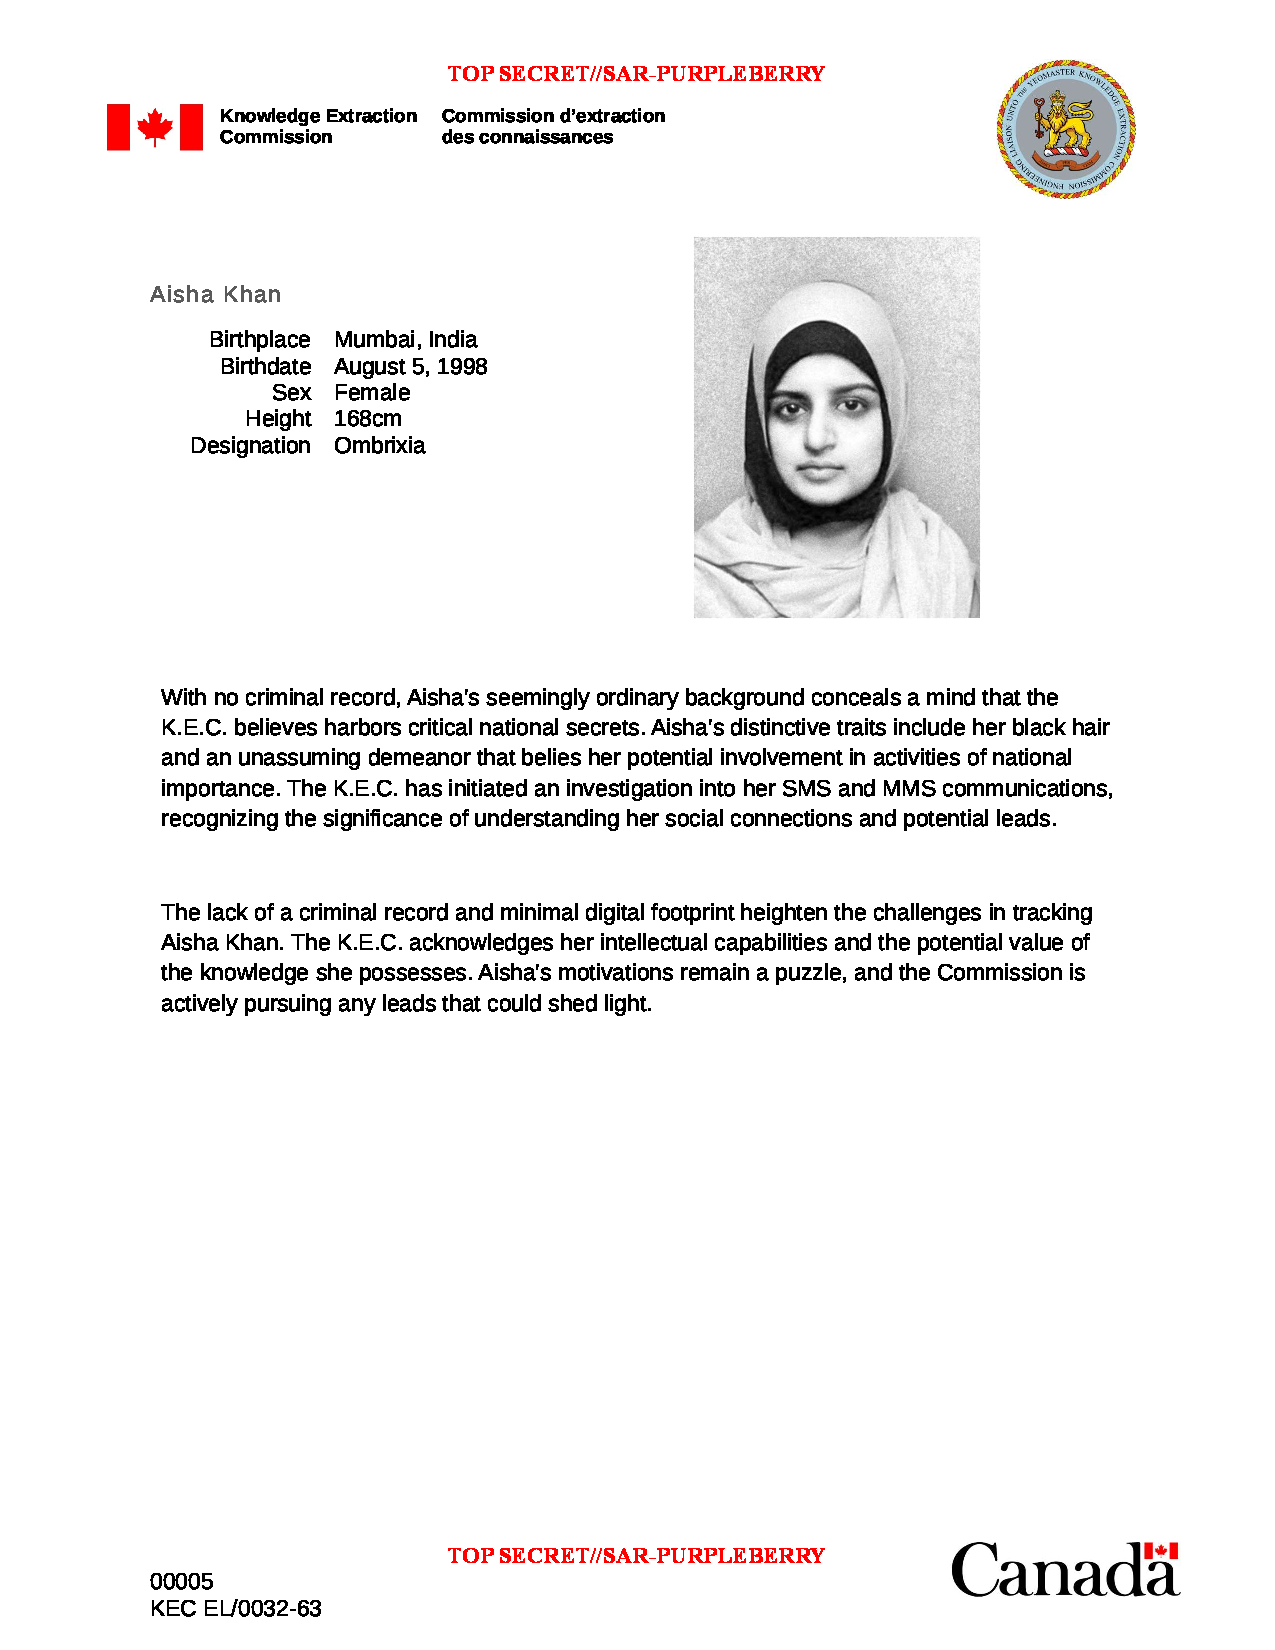 TOP SECRET//SAR-PURPLEBERRY
Knowledge Extraction
Commission
Commission d'extraction
des connaissances
ENGINEERING LIAISON UNTO THE YEOMASTER KNOWLEDGE EXTRACTION COMMISSION
Aisha Khan
Birthplace Mumbai, India
Birthdate August 5, 1998
Sex Female
Height 168cm
Designation Ombrixia
With no criminal record, Aisha's seemingly ordinary background conceals a mind that the
K.E.C. believes harbors critical national secrets. Aisha's distinctive traits include her black hair
and an unassuming demeanor that belies her potential involvement in activities of national
importance. The K.E.C. has initiated an investigation into her SMS and MMS communications,
recognizing the significance of understanding her social connections and potential leads.
The lack of a criminal record and minimal digital footprint heighten the challenges in tracking
Aisha Khan. The K.E.C. acknowledges her intellectual capabilities and the potential value of
the knowledge she possesses. Aisha's motivations remain a puzzle, and the Commission is
actively pursuing any leads that could shed light.
TOP SECRET//SAR-PURPLEBERRY
00005
KEC EL/0032-63
Canada